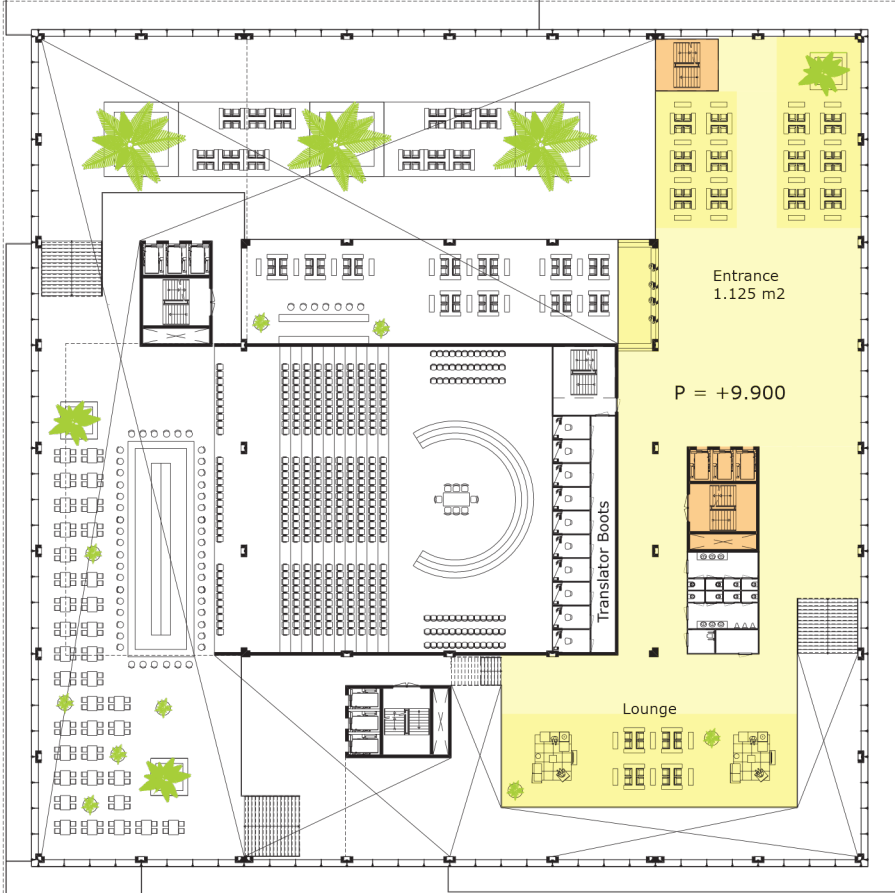 Entrance
1.125 m2
P = +9.900
Translator Boots
Lounge